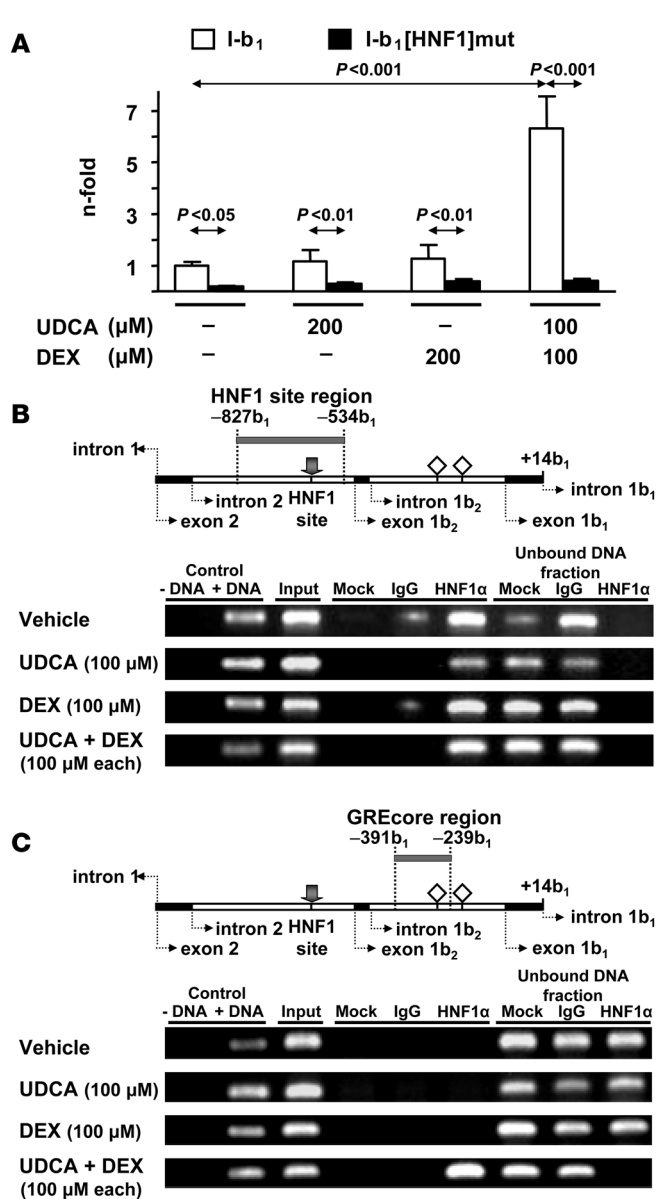 A
I-b1 I-b1[HNF1]mut
P<0.001 P<0.001
n-fold
7
5
3
1
P<0.05 P<0.01 P<0.01
UDCA (µM) – 200 – 100
DEX (µM) – – 200 100
B
HNF1 site region
–827b1 –534b1
intron 1 +14b1
intron 2 HNF1 site intron 1b2 intron 1b1
exon 2 exon 1b2 exon 1b1
Control Unbound DNA fraction
- DNA + DNA Input Mock IgG HNF1α Mock IgG HNF1α
Vehicle
UDCA (100 µM)
DEX (100 µM)
UDCA + DEX
(100 µM each)
C
GREcore region
–391b1 –239b1
intron 1 +14b1
intron 2 HNF1 site intron 1b2 intron 1b1
exon 2 exon 1b2 exon 1b1
Control Unbound DNA fraction
- DNA + DNA Input Mock IgG HNF1α Mock IgG HNF1α
Vehicle
UDCA (100 µM)
DEX (100 µM)
UDCA + DEX
(100 µM each)